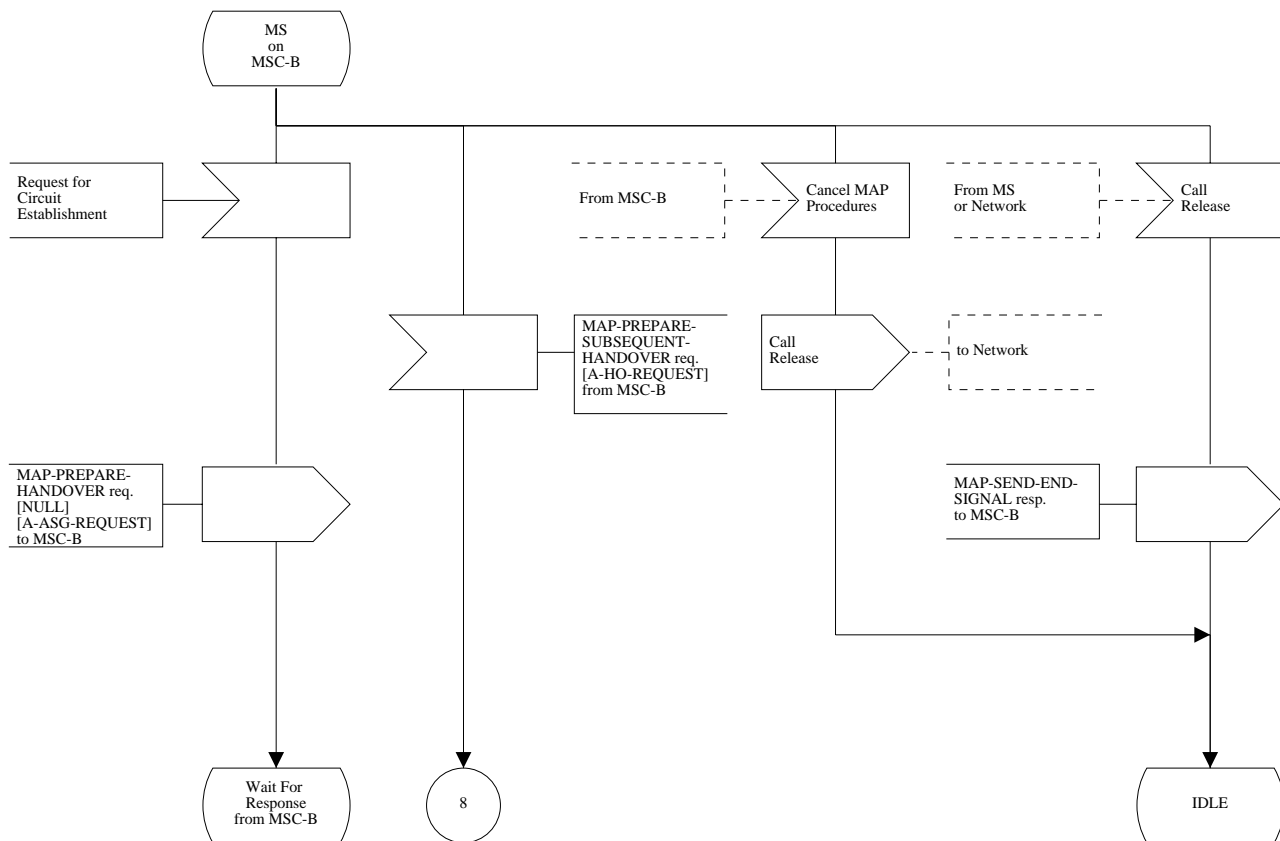 MS
on
MSC-B
Request for
Circuit
Establishment
From MSC-B
Cancel MAP
Procedures
From MS
or Network
Call
Release
MAP-PREPARE-
SUBSEQUENT-
HANDOVER req.
[A-HO-REQUEST]
from MSC-B
Call
Release
to Network
MAP-PREPARE-
HANDOVER req.
[NULL]
[A-ASG-REQUEST]
to MSC-B
MAP-SEND-END-
SIGNAL resp.
to MSC-B
Wait For
Response
from MSC-B
8
IDLE